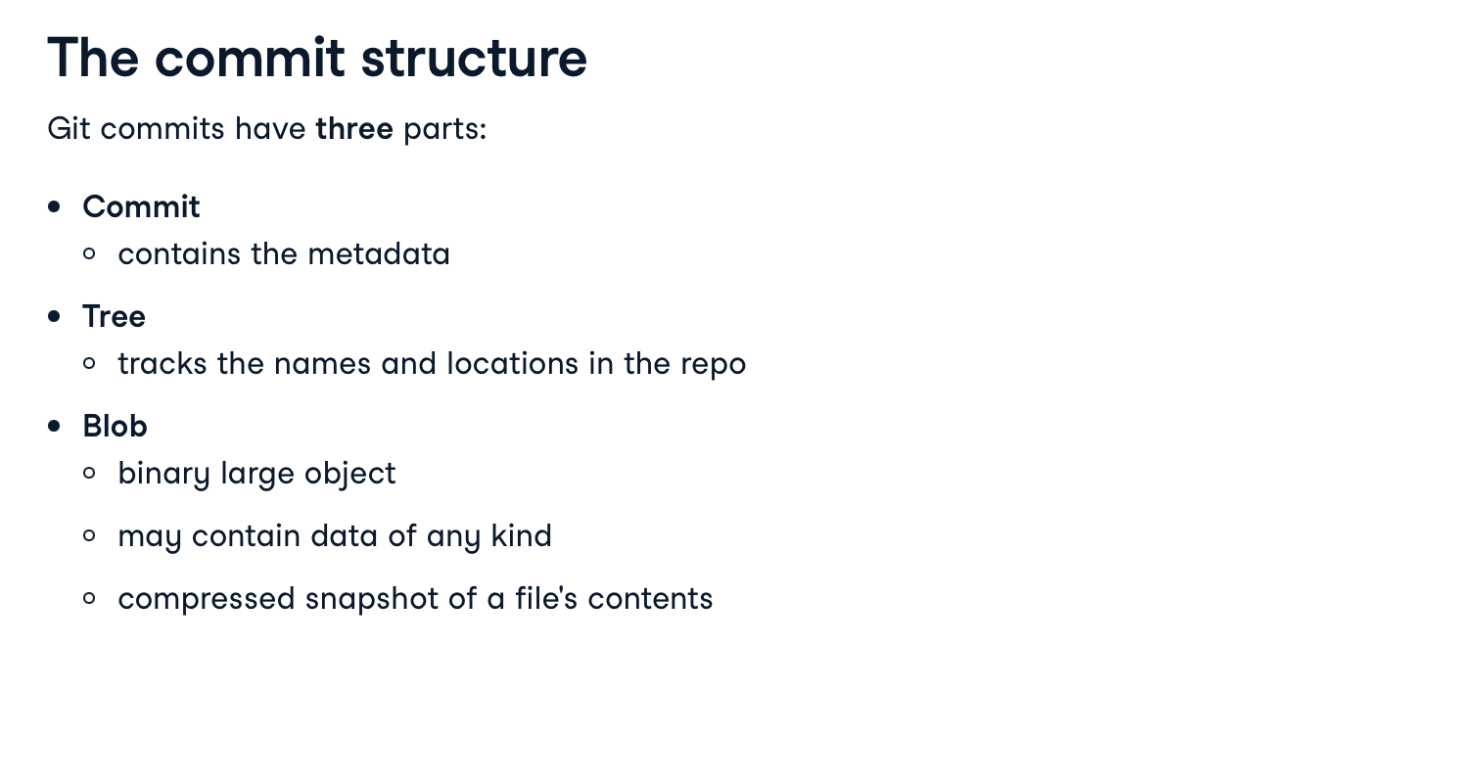 The commit structure
Git commits have three parts:
• Commit
◦ contains the metadata
• Tree
◦ tracks the names and locations in the repo
• Blob
◦ binary large object
◦ may contain data of any kind
◦ compressed snapshot of a file's contents